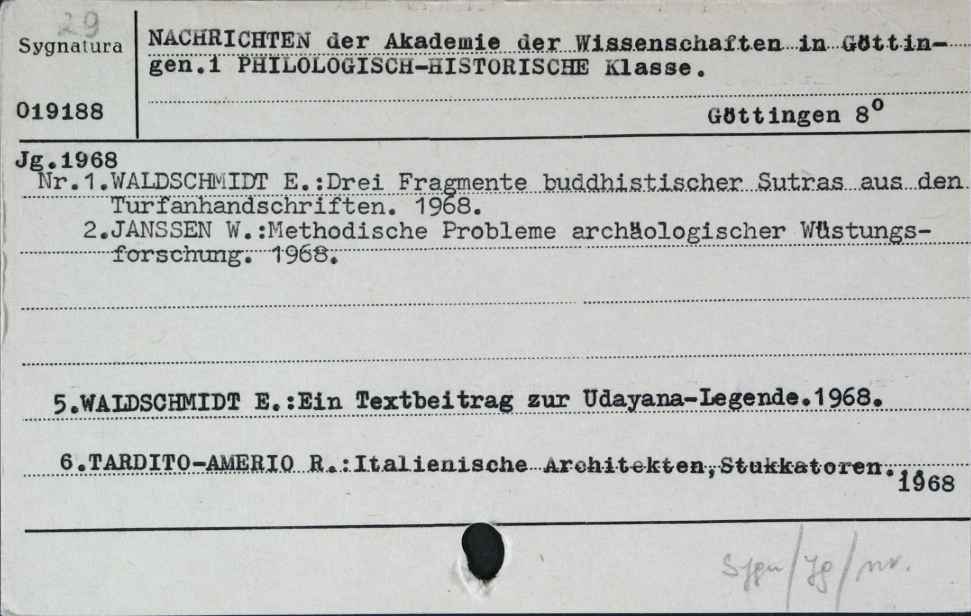 29
Sygnatura
019188
NACHRICHTEN der Akademie der Wissenschaften in Göttin-
gen.1 PHILOLOGISCH-HISTORISCHE Klasse.
Göttingen 8⁰
Jg.1968
Nr.1.WALDSCHMIDT E.:Drei Fragmente buddhistischer Sutras aus den
Turfanhandschriften. 1968.
2.JANSSEN W.:Methodische Probleme archäologischer Wüstungs-
forschung. 1968.
5.WALDSCHMIDT E.:Ein Textbeitrag zur Udayana-Legende.1968.
6.TARDITO-AMERIO R.:Italienische Architekten,Stukkatoren...
1968
Sygn/Jg/nr.